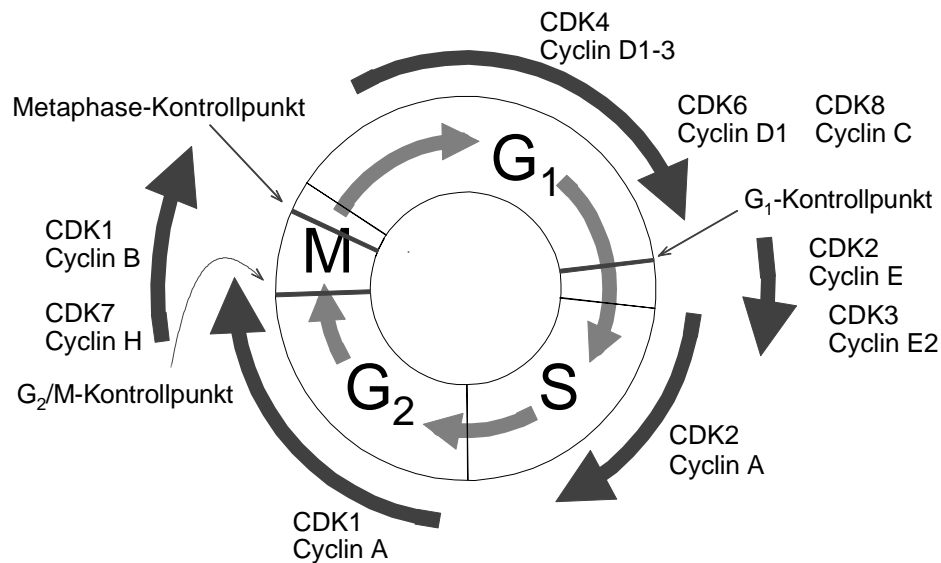 CDK4
Cyclin D1-3
Metaphase-Kontrollpunkt
CDK6
Cyclin D1
CDK8
Cyclin C
G₁
G₁-Kontrollpunkt
CDK1
Cyclin B
M
CDK2
Cyclin E
CDK7
Cyclin H
CDK3
Cyclin E2
G₂/M-Kontrollpunkt
G₂
S
CDK2
Cyclin A
CDK1
Cyclin A